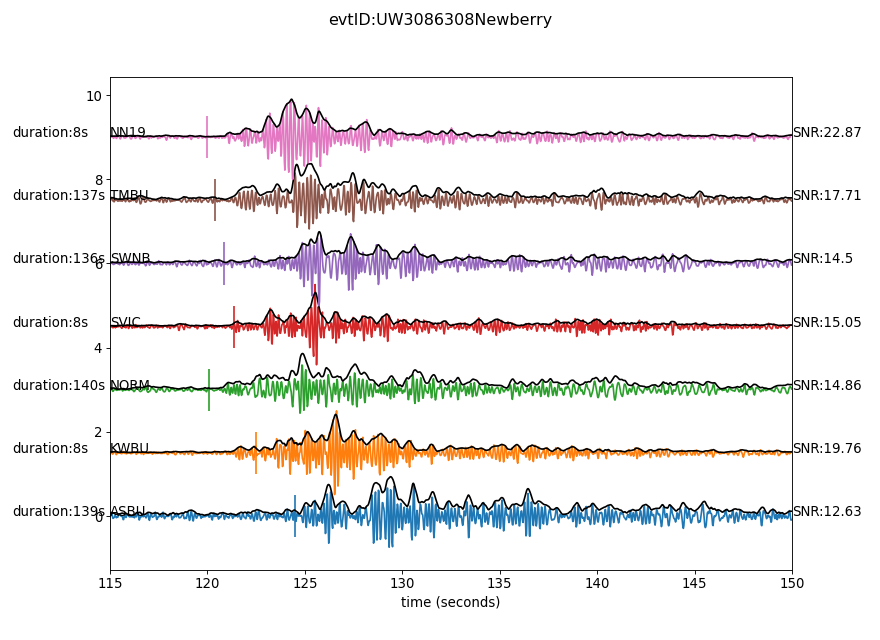 evtID:UW3086308Newberry
10
duration:8s NN19 SNR:22.87
8
duration:137s TMBU SNR:17.71
duration:136s SWNB SNR:14.5
6
duration:8s SVIC SNR:15.05
4
duration:140s NORM SNR:14.86
2
duration:8s KWBU SNR:19.76
duration:139s ASBU SNR:12.63
0
115 120 125 130 135 140 145 150
time (seconds)